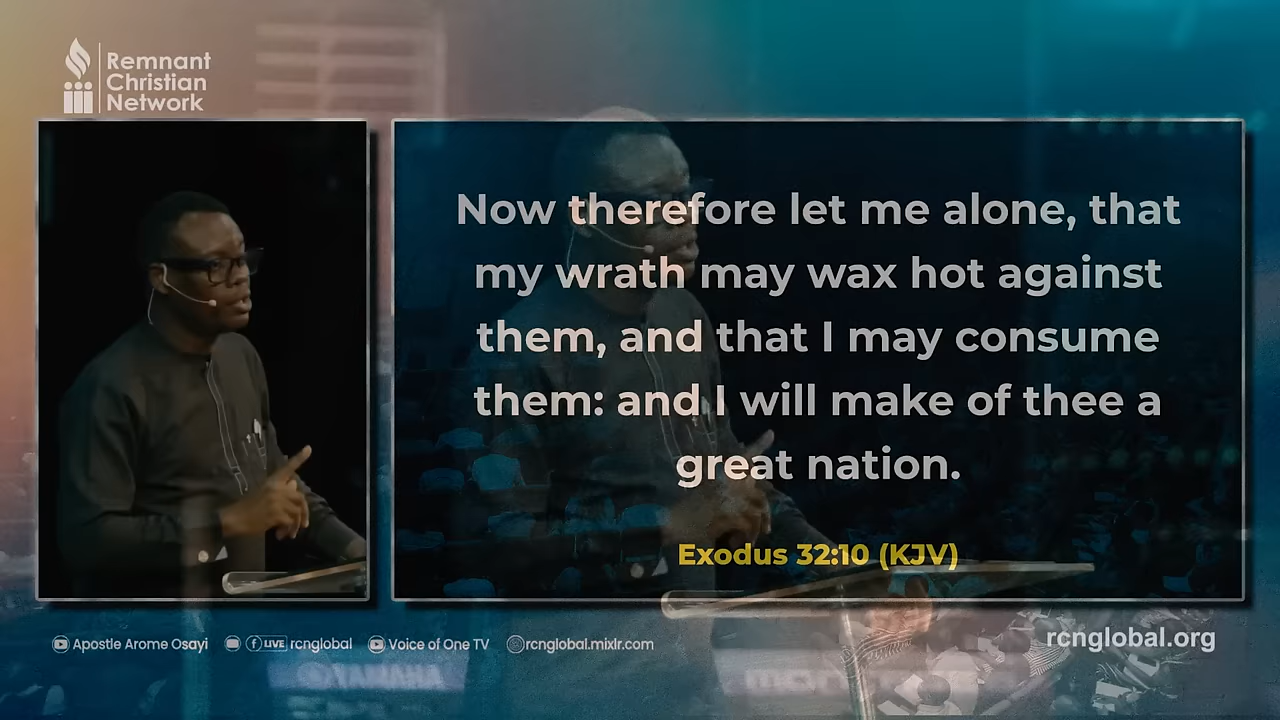 Remnant
Christian
Network
Now therefore let me alone, that
my wrath may wax hot against
them, and that I may consume
them: and I will make of thee a
great nation.
Exodus 32:10 (KJV)
Apostle Arome Osayi LIVE rcnglobal Voice of One TV rcnglobal.mixlr.com
rcnglobal.org
YAMAHA